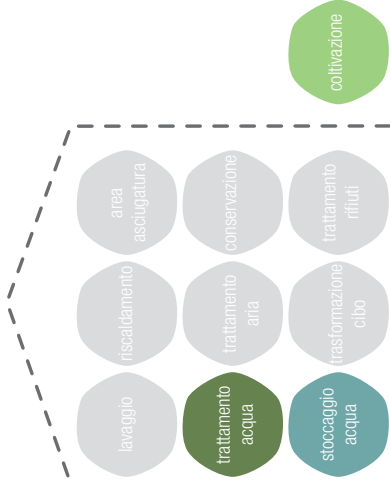 lavaggio
riscaldamento
area
asciugatura
trattamento
acqua
trattamento
aria
conservazione
stoccaggio
acqua
trasformazione
cibo
trattamento
rifiuti
coltivazione